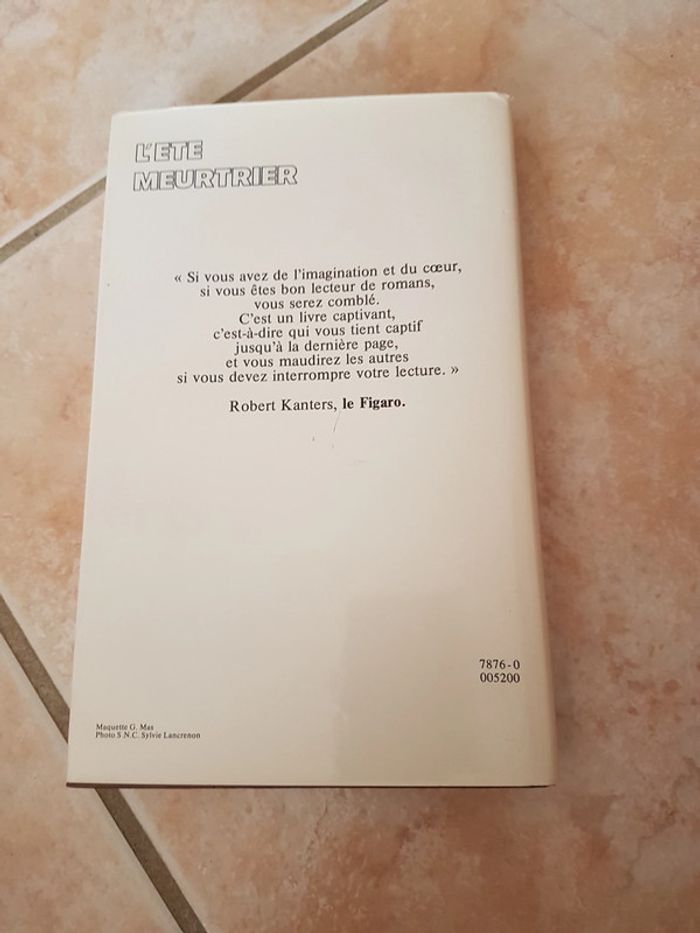 L'ETE
MEURTRIER
« Si vous avez de l'imagination et du cœur,
si vous êtes bon lecteur de romans,
vous serez comblé.
C'est un livre captivant,
c'est-à-dire qui vous tient captif
jusqu'à la dernière page,
et vous maudirez les autres
si vous devez interrompre votre lecture. »
Robert Kanters, le Figaro.
7876-0
005200
Maquette G. Mas
Photo S.N.C. Sylvie Lancrenon